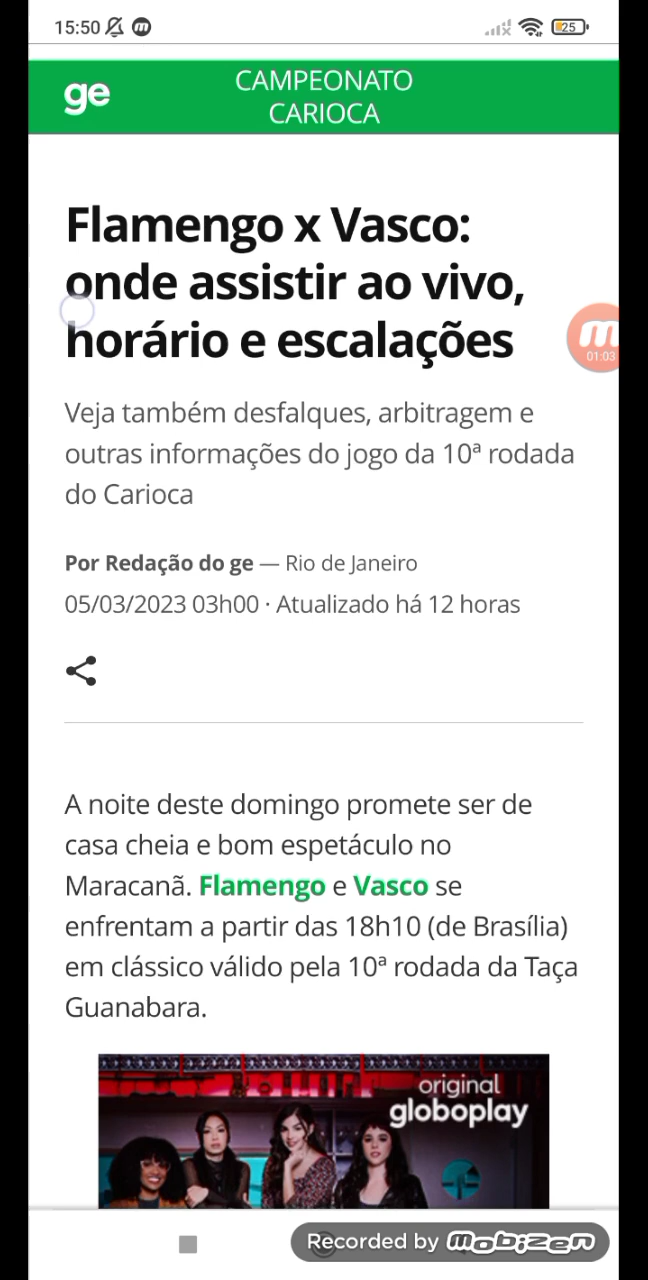 15:50
25
ge
CAMPEONATO
CARIOCA
Flamengo x Vasco:
onde assistir ao vivo,
horário e escalações
m
01:03
Veja também desfalques, arbitragem e
outras informações do jogo da 10ª rodada
do Carioca
Por Redação do ge — Rio de Janeiro
05/03/2023 03h00 · Atualizado há 12 horas
A noite deste domingo promete ser de
casa cheia e bom espetáculo no
Maracanã. Flamengo e Vasco se
enfrentam a partir das 18h10 (de Brasília)
em clássico válido pela 10ª rodada da Taça
Guanabara.
original
globoplay
Recorded by mobizen